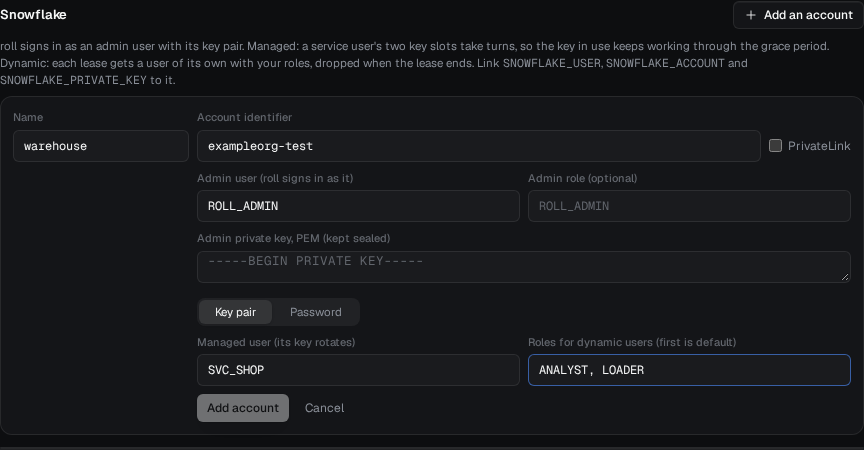 Snowflake
+ Add an account
roll signs in as an admin user with its key pair. Managed: a service user's two key slots take turns, so the key in use keeps working through the grace period.
Dynamic: each lease gets a user of its own with your roles, dropped when the lease ends. Link SNOWFLAKE_USER, SNOWFLAKE_ACCOUNT and
SNOWFLAKE_PRIVATE_KEY to it.
Name
Account identifier
warehouse
exampleorg-test
PrivateLink
Admin user (roll signs in as it)
Admin role (optional)
ROLL_ADMIN
ROLL_ADMIN
Admin private key, PEM (kept sealed)
-----BEGIN PRIVATE KEY-----
Key pair
Password
Managed user (its key rotates)
Roles for dynamic users (first is default)
SVC_SHOP
ANALYST, LOADER
Add account
Cancel